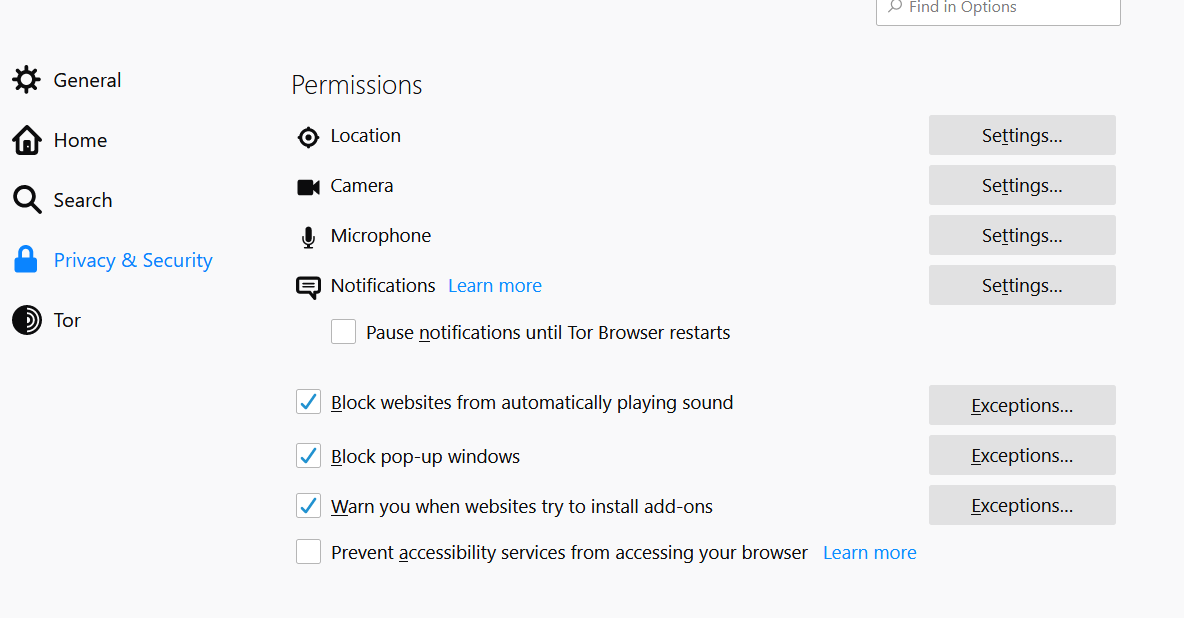 Find in Options
General
Home
Search
Privacy & Security
Tor
Permissions
Location Settings...
Camera Settings...
Microphone Settings...
Notifications Learn more Settings...
Pause notifications until Tor Browser restarts
Block websites from automatically playing sound Exceptions...
Block pop-up windows Exceptions...
Warn you when websites try to install add-ons Exceptions...
Prevent accessibility services from accessing your browser Learn more